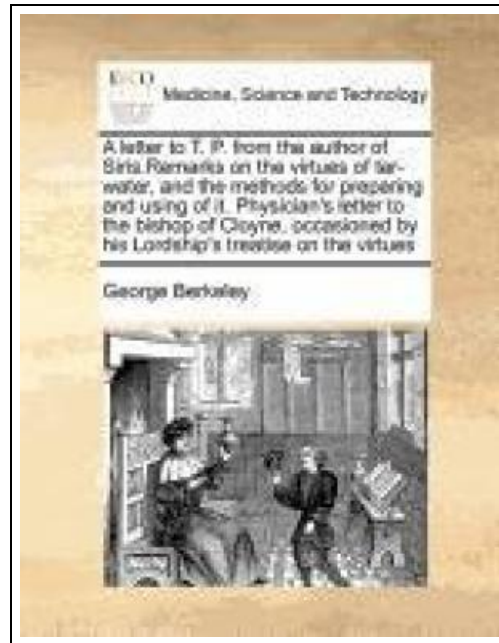 ECCO
Medicine, Science and Technology
A letter to T. P. from the author of
Siris.Remarks on the virtues of tar-
water, and the methods for preparing
and using of it. Physician's letter to
the bishop of Cloyne, occasioned by
his Lordship's treatise on the virtues
George Berkeley